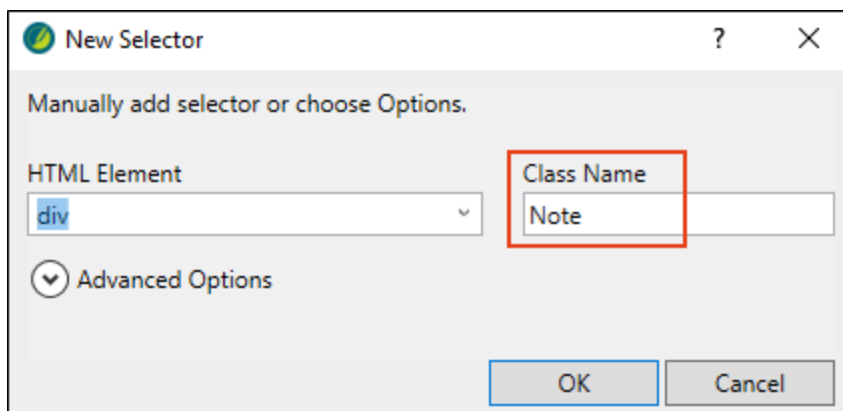 New Selector
?
Manually add selector or choose Options.
HTML Element
Class Name
div
Note
Advanced Options
OK
Cancel